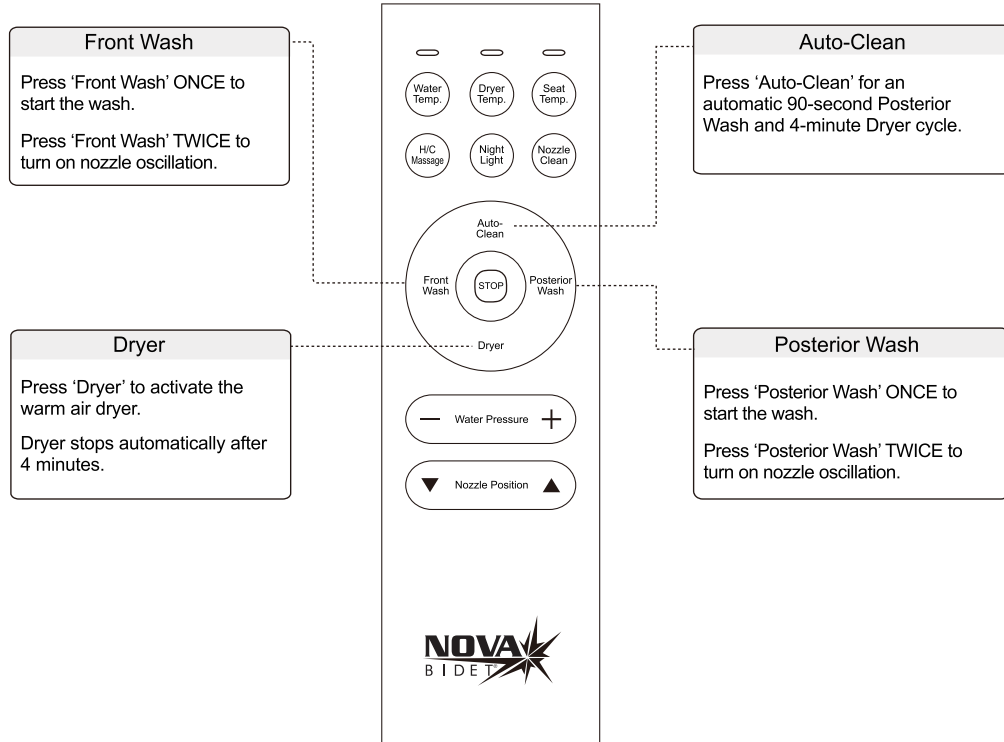 Front Wash
Press ‘Front Wash’ ONCE to
start the wash.
Press ‘Front Wash’ TWICE to
turn on nozzle oscillation.
Auto-Clean
Press ‘Auto-Clean’ for an
automatic 90-second Posterior
Wash and 4-minute Dryer cycle.
Water
Temp.
Dryer
Temp.
Seat
Temp.
H/C
Massage
Night
Light
Nozzle
Clean
Auto-
Clean
Front
Wash
STOP
Posterior
Wash
Dryer
Dryer
Press ‘Dryer’ to activate the
warm air dryer.
Dryer stops automatically after
4 minutes.
Posterior Wash
Press ‘Posterior Wash’ ONCE to
start the wash.
Press ‘Posterior Wash’ TWICE to
turn on nozzle oscillation.
— Water Pressure +
▼ Nozzle Position ▲
NOVA
BIDET®